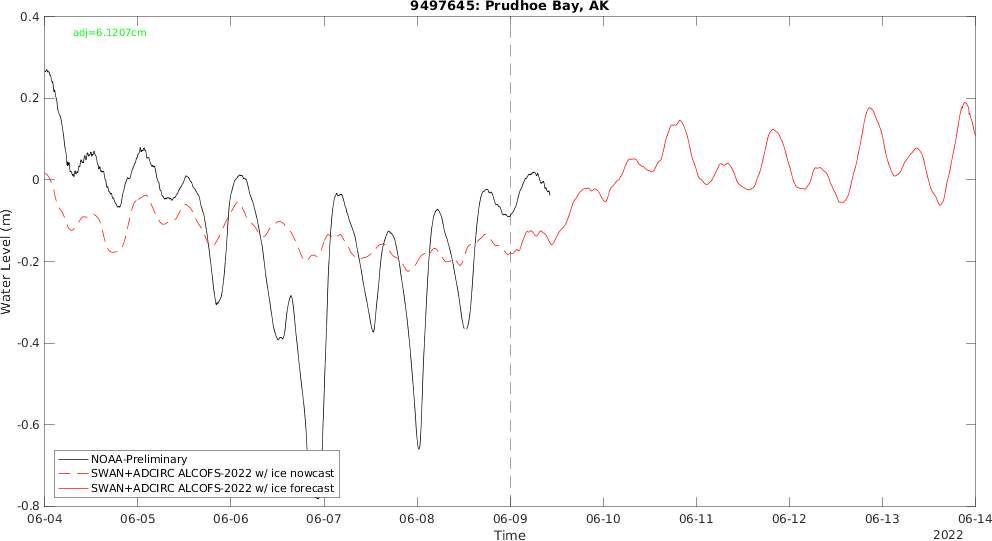 9497645: Prudhoe Bay, AK
adj=6.1207cm
0.4
0.2
0
-0.2
-0.4
-0.6
-0.8
Water Level (m)
NOAA-Preliminary
SWAN+ADCIRC ALCOFS-2022 w/ ice nowcast
SWAN+ADCIRC ALCOFS-2022 w/ ice forecast
06-04 06-05 06-06 06-07 06-08 06-09 06-10 06-11 06-12 06-13 06-14
Time
2022